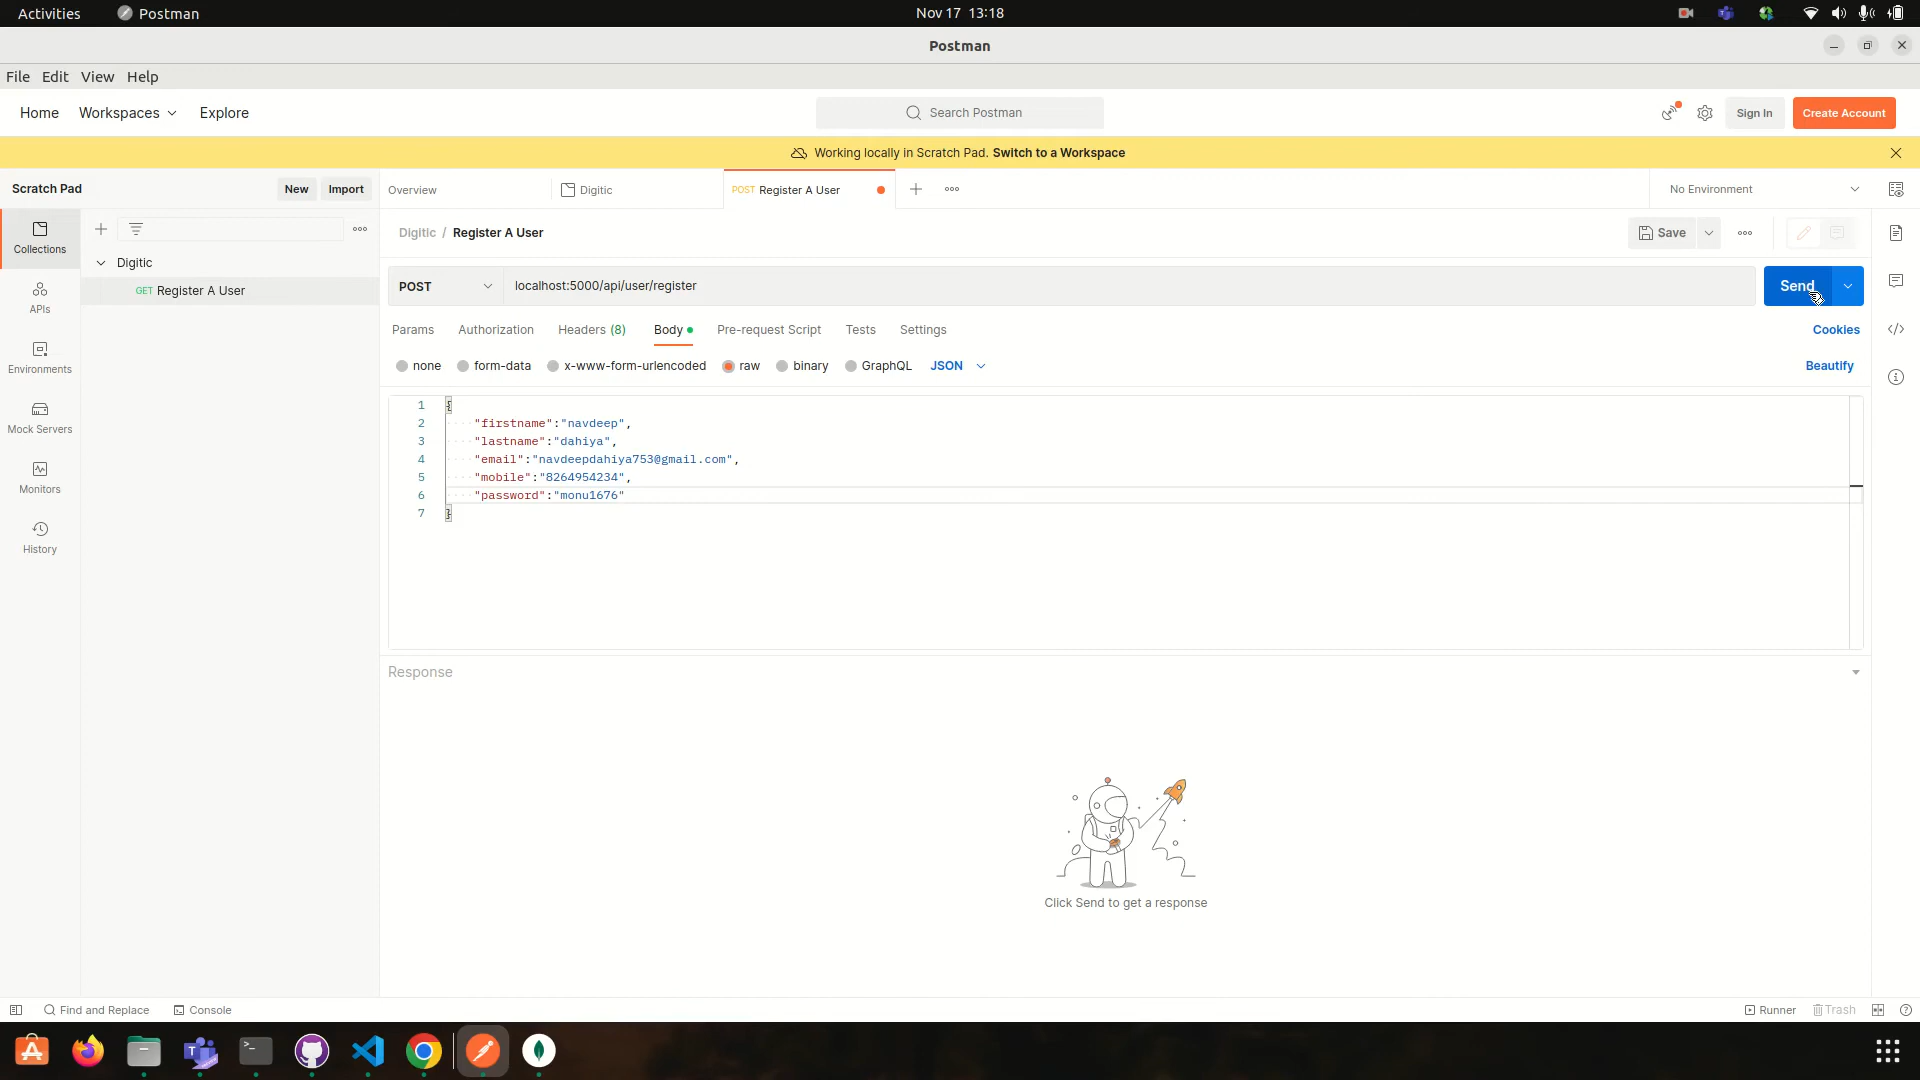 Activities Postman Nov 17 13:18
Postman
File Edit View Help
Home Workspaces Explore Search Postman Sign In Create Account
Working locally in Scratch Pad. Switch to a Workspace
Scratch Pad New Import Overview Digitic POST Register A User No Environment
Collections
Digitic / Register A User Save
Digitic
GET Register A User
POST localhost:5000/api/user/register Send
APIs
Params Authorization Headers (8) Body Pre-request Script Tests Settings Cookies
Environments
none form-data x-www-form-urlencoded raw binary GraphQL JSON Beautify
Mock Servers
Monitors
History
1 {
2 "firstname":"navdeep",
3 "lastname":"dahiya",
4 "email":"navdeepdahiya753@gmail.com",
5 "mobile":"8264954234",
6 "password":"monu1676"
7 }
Response
Click Send to get a response
Find and Replace Console Runner Trash